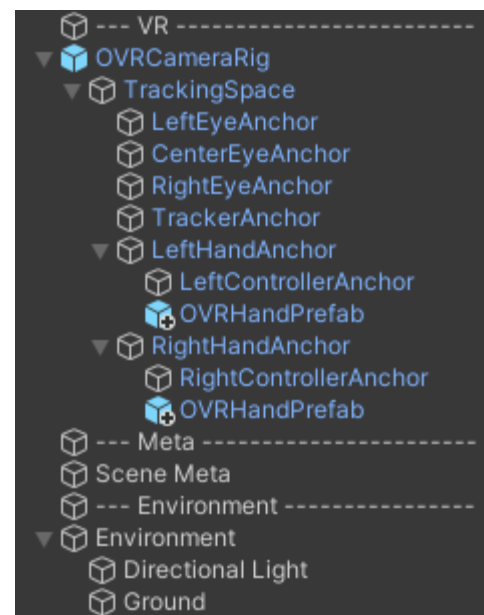 --- VR -------------------------
OVRCameraRig
TrackingSpace
LeftEyeAnchor
CenterEyeAnchor
RightEyeAnchor
TrackerAnchor
LeftHandAnchor
LeftControllerAnchor
OVRHandPrefab
RightHandAnchor
RightControllerAnchor
OVRHandPrefab
--- Meta -----------------------
Scene Meta
--- Environment ----------------
Environment
Directional Light
Ground